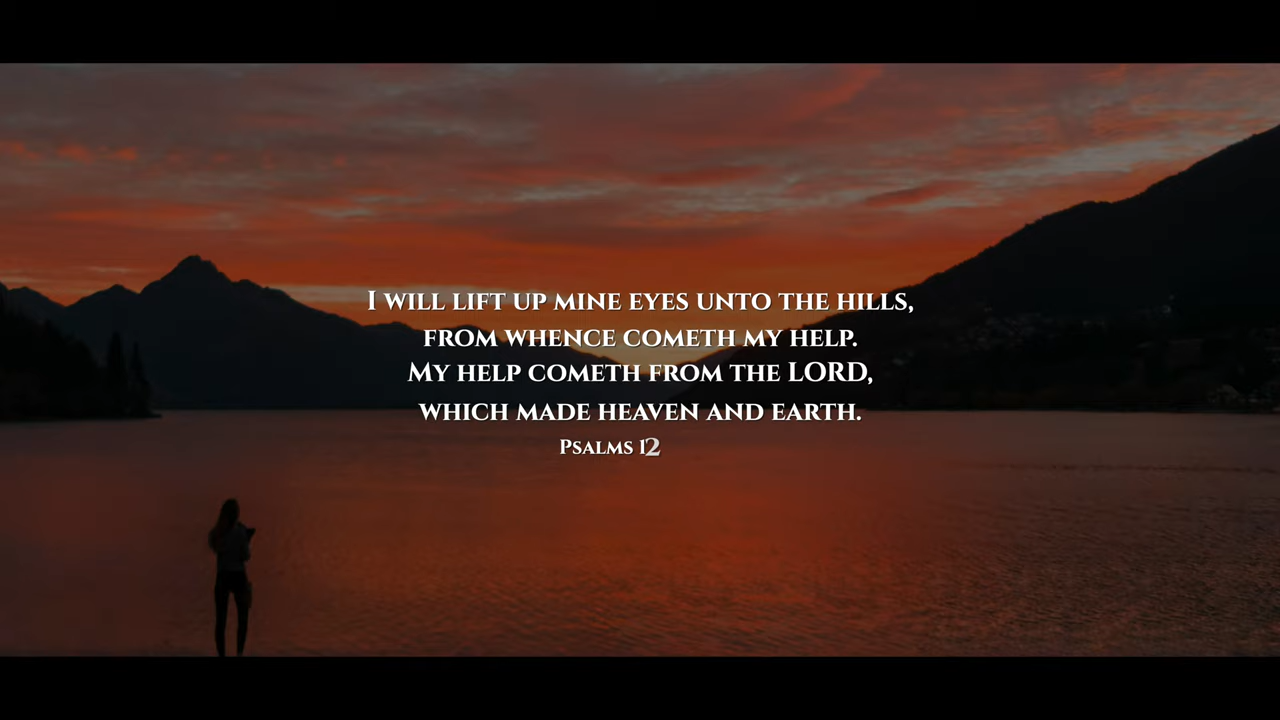 I will lift up mine eyes unto the hills,
from whence cometh my help.
My help cometh from the LORD,
which made heaven and earth.
Psalms 12